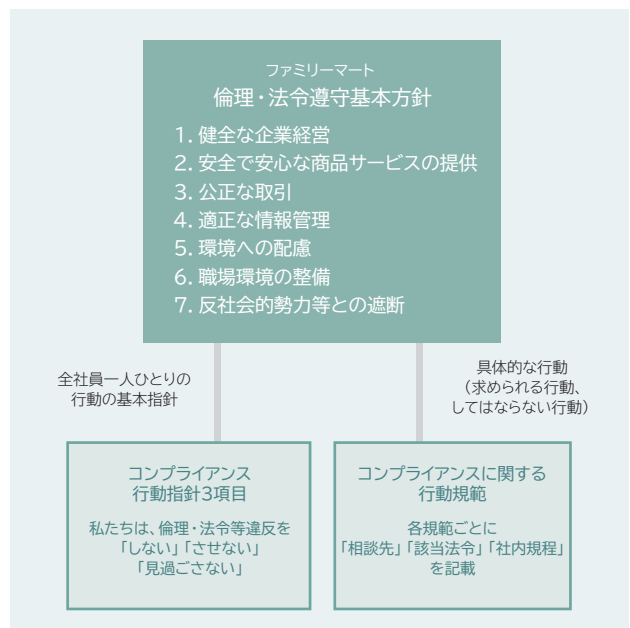 ファミリーマート
倫理・法令遵守基本方針
1. 健全な企業経営
2. 安全で安心な商品サービスの提供
3. 公正な取引
4. 適正な情報管理
5. 環境への配慮
6. 職場環境の整備
7. 反社会的勢力等との遮断
全社員一人ひとりの
行動の基本指針
具体的な行動
（求められる行動、
してはならない行動）
コンプライアンス
行動指針3項目
私たちは、倫理・法令等違反を
「しない」「させない」
「見過ごさない」
コンプライアンスに関する
行動規範
各規範ごとに
「相談先」「該当法令」「社内規程」
を記載